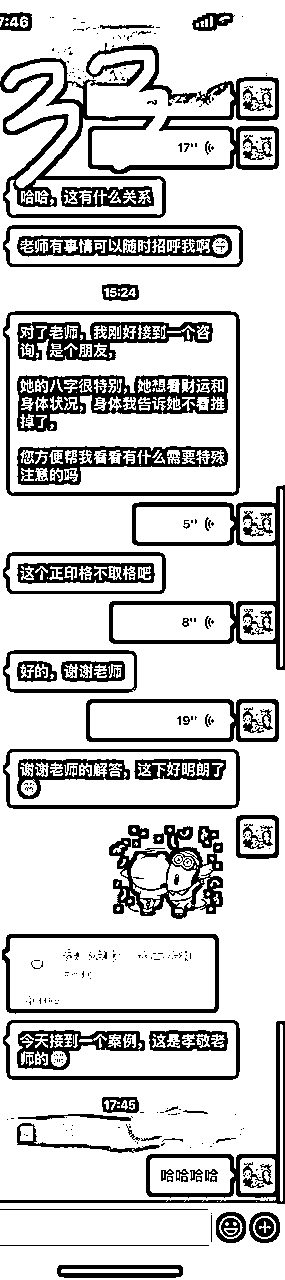 7:46
33
17"
哈哈，这有什么关系
老师有事情可以随时招呼我啊
15:24
对了老师，我刚好接到一个咨
询，是个朋友，
她的八字很特别，她想看财运和
身体状况，身体我告诉她不看推
掉了，
您方便帮我看看有什么需要特殊
注意的吗
5"
这个正印格不取格吧
8"
好的，谢谢老师
19"
谢谢老师的解答，这下好明朗了
今天接到一个案例，这是孝敬老
师的
17:45
哈哈哈哈